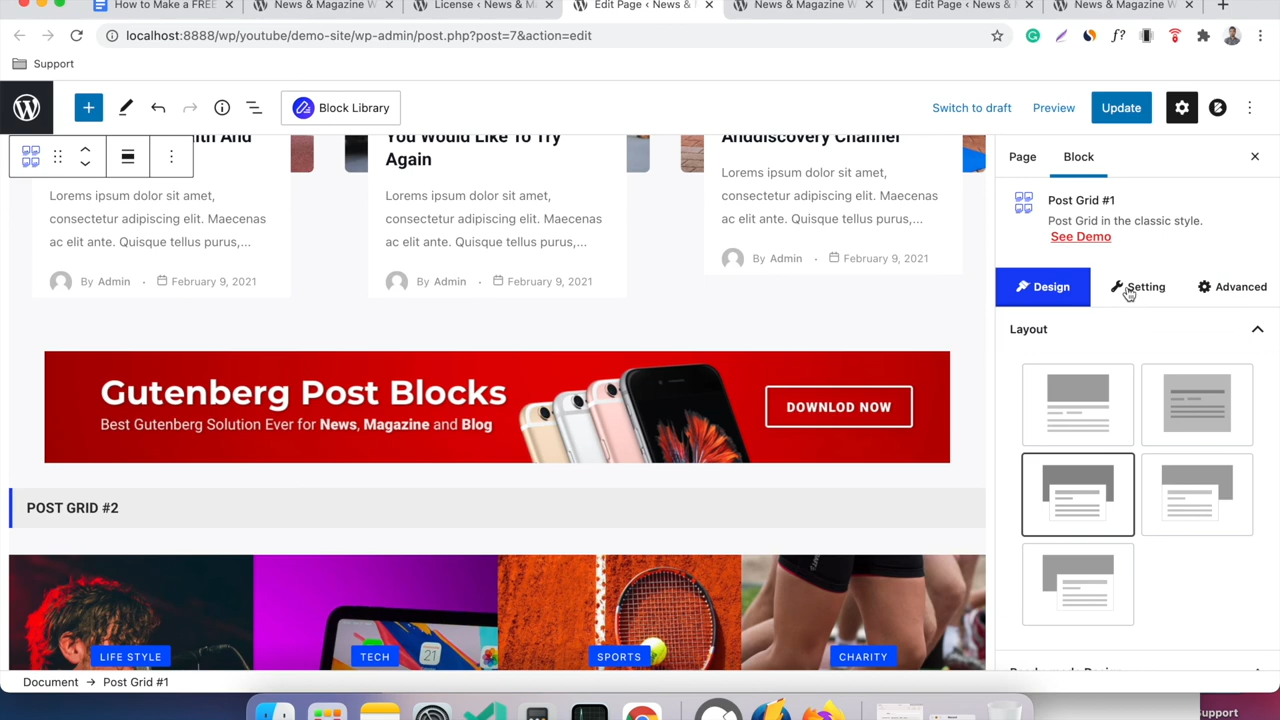 How to Make a FREE
News & Magazine W
License ‹ News & M
Edit Page ‹ News &
News & Magazine W
Edit Page ‹ News & F
News & Magazine W
localhost:8888/wp/youtube/demo-site/wp-admin/post.php?post=7&action=edit
Support
Block Library
Switch to draft
Preview
Update
And
You Would Like To Try
Again
Andiscovery Channel
Lorems ipsum dolor sit amet,
consectetur adipiscing elit. Maecenas
ac elit ante. Quisque tellus purus,...
By Admin
February 9, 2021
Lorems ipsum dolor sit amet,
consectetur adipiscing elit. Maecenas
ac elit ante. Quisque tellus purus,...
By Admin
February 9, 2021
Lorems ipsum dolor sit amet,
consectetur adipiscing elit. Maecenas
ac elit ante. Quisque tellus purus,...
By Admin
February 9, 2021
Gutenberg Post Blocks
Best Gutenberg Solution Ever for News, Magazine and Blog
DOWNLOD NOW
POST GRID #2
LIFE STYLE
TECH
21
SPORTS
CHARITY
Page
Block
Post Grid #1
Post Grid in the classic style.
See Demo
Design
Setting
Advanced
Layout
Document → Post Grid #1
Support